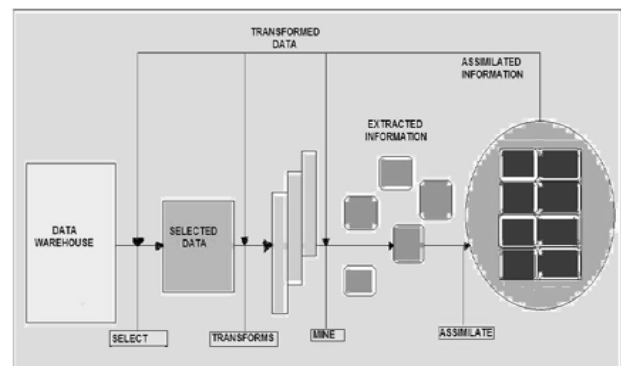 TRANSFORMED
DATA
ASSIMILATED
INFORMATION
EXTRACTED
INFORMATION
DATA
WAREHOUSE
SELECTED
DATA
SELECT
TRANSFORMS
MINE
ASSIMILATE